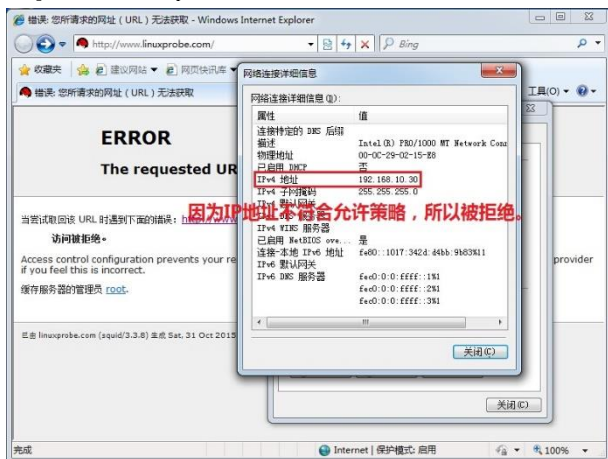 错误: 您所请求的网址（URL）无法获取 - Windows Internet Explorer
http://www.linuxprobe.com/
Bing
收藏夹 建议网站 网页快讯库
错误: 您所请求的网址（URL）无法获取
工具(O)
ERROR
The requested UR
当尝试取回该 URL 时遇到下面的错误:
访问被拒绝。
Access control configuration prevents your re
provider
if you feel this is incorrect.
缓存服务器的管理员 root.
linuxprobe.com (squid/3.3.8) 生成 Sat, 31 Oct 2015
网络连接详细信息
网络连接详细信息(D):
属性 值
连接特定的 DNS 后缀
描述 Intel(R) PRO/1000 MT Network Conn
物理地址 00-0C-29-02-15-E8
已启用 DHCP 否
IPv4 地址 192.168.10.30
IPv4 子网掩码 255.255.255.0
IPv4 默认网关
因为IP地址不符合允许策略，所以被拒绝。
IPv4 WINS 服务器
已启用 NetBIOS ove... 是
连接-本地 IPv6 地址 fe80::1017:342d:d4bb:9b83%11
IPv6 默认网关
IPv6 DNS 服务器 fec0:0:0:ffff::1%1
fec0:0:0:ffff::2%1
fec0:0:0:ffff::3%1
关闭(C)
关闭(C)
完成
Internet | 保护模式: 启用
100%